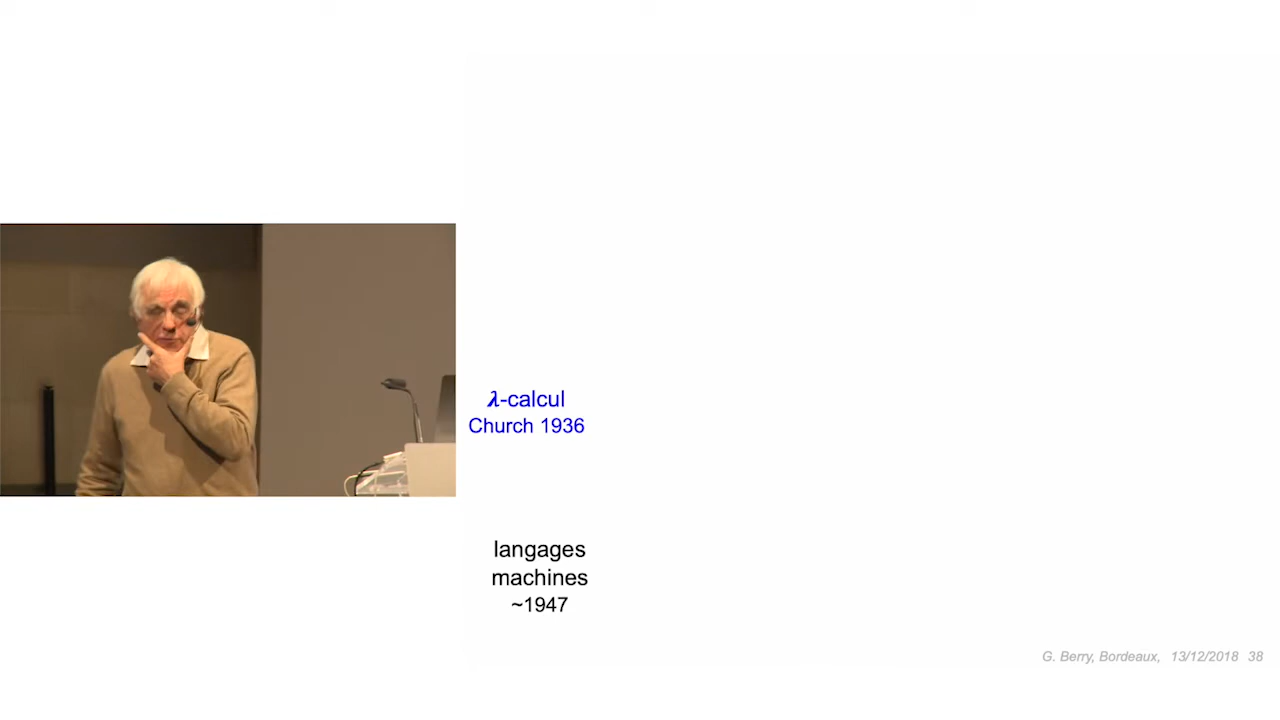 λ-calcul
Church 1936
langages
machines
~1947
G. Berry, Bordeaux, 13/12/2018 38